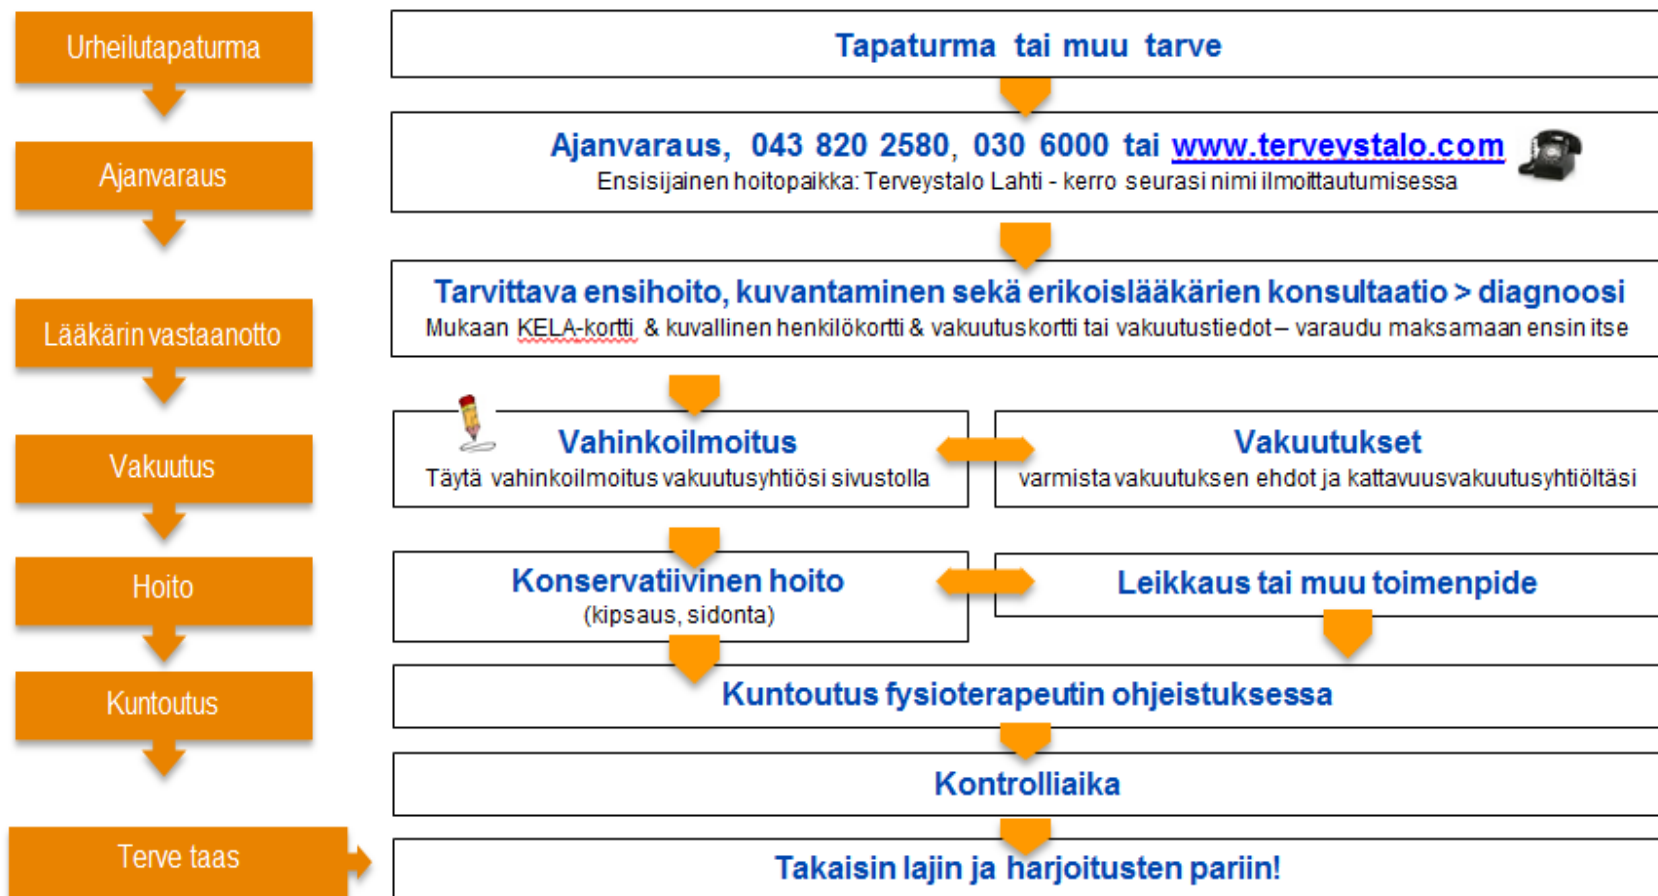 Urheilutapaturma
Tapaturma tai muu tarve
Ajanvaraus
Ajanvaraus, 043 820 2580, 030 6000 tai www.terveystalo.com
Ensisijainen hoitopaikka: Terveystalo Lahti - kerro seurasi nimi ilmoittautumisessa
Lääkärin vastaanotto
Tarvittava ensihoito, kuvantaminen sekä erikoislääkärien konsultaatio > diagnoosi
Mukaan KELA-kortti & kuvallinen henkilökortti & vakuutuskortti tai vakuutustiedot – varaudu maksamaan ensin itse
Vakuutus
Vahinkoilmoitus
Täytä vahinkoilmoitus vakuutusyhtiösi sivustolla
Vakuutukset
varmista vakuutuksen ehdot ja kattavuusvakuutusyhtiöltäsi
Hoito
Konservatiivinen hoito
(kipsaus, sidonta)
Leikkaus tai muu toimenpide
Kuntoutus
Kuntoutus fysioterapeutin ohjeistuksessa
Kontrolliaika
Terve taas
Takaisin lajin ja harjoitusten pariin!